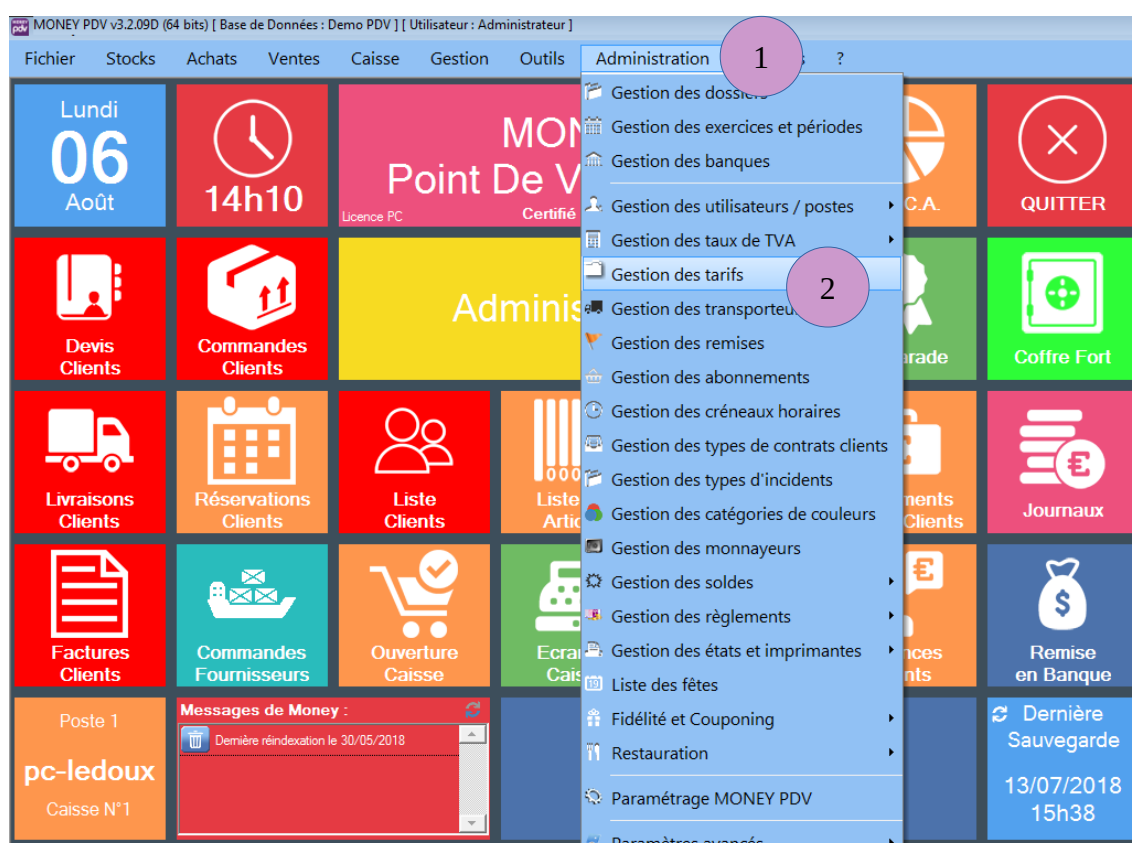 MONEY PDV v3.2.09D (64 bits) [ Base de Données : Demo PDV ] [ Utilisateur : Administrateur ]
Fichier Stocks Achats Ventes Caisse Gestion Outils Administration ?
1
Lundi
06
Août
14h10
Point De V
Licence PC
Certifié
C.A.
QUITTER
Gestion des dossiers
Gestion des exercices et périodes
Gestion des banques
Gestion des utilisateurs / postes
Gestion des taux de TVA
Gestion des tarifs
2
Gestion des transporteu
Gestion des remises
Gestion des abonnements
Gestion des créneaux horaires
Gestion des types de contrats clients
Gestion des types d'incidents
Gestion des catégories de couleurs
Gestion des monnayeurs
Gestion des soldes
Gestion des règlements
Gestion des états et imprimantes
Liste des fêtes
Fidélité et Couponing
Restauration
Paramétrage MONEY PDV
Paramètres avancés
Devis
Clients
Commandes
Clients
Adminis
arade
Coffre Fort
Livraisons
Clients
Réservations
Clients
Liste
Clients
000
Liste
Artic
ments
Clients
Journaux
Factures
Clients
Commandes
Fournisseurs
Ouverture
Caisse
Ecra
Cais
nces
nts
Remise
en Banque
Poste 1
pc-ledoux
Caisse N°1
Messages de Money :
Dernière réindexation le 30/05/2018
Dernière
Sauvegarde
13/07/2018
15h38